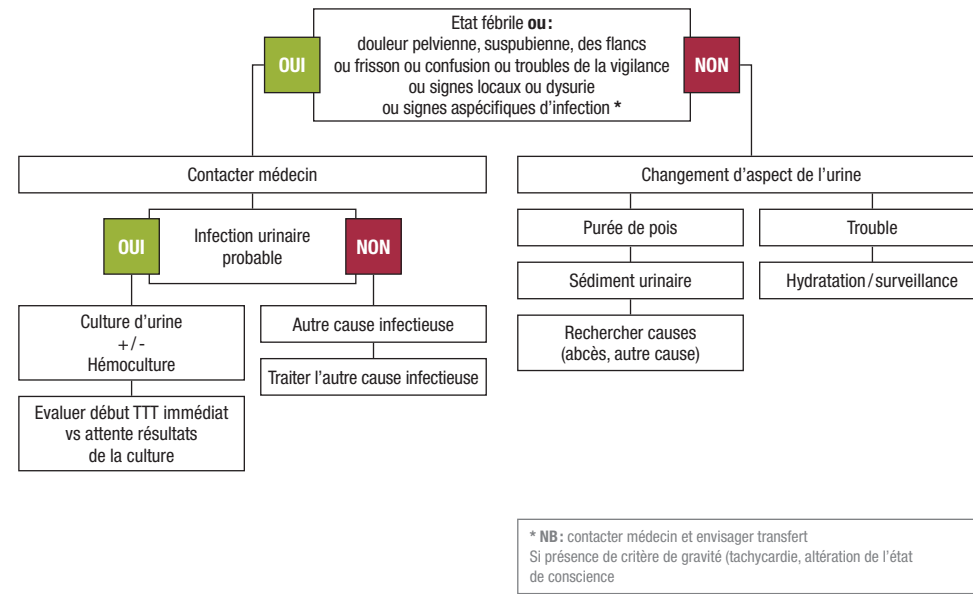 Etat fébrile ou:
douleur pelvienne, suspubienne, des flancs
ou frisson ou confusion ou troubles de la vigilance
ou signes locaux ou dysurie
ou signes aspécifiques d'infection *
OUI
NON
Contacter médecin
OUI
Infection urinaire
probable
NON
Culture d'urine
+/-
Hémoculture
Evaluer début TTT immédiat
vs attente résultats
de la culture
Autre cause infectieuse
Traiter l'autre cause infectieuse
Changement d'aspect de l'urine
Purée de pois
Sédiment urinaire
Rechercher causes
(abcès, autre cause)
Trouble
Hydratation/surveillance
* NB: contacter médecin et envisager transfert
Si présence de critère de gravité (tachycardie, altération de l'état
de conscience